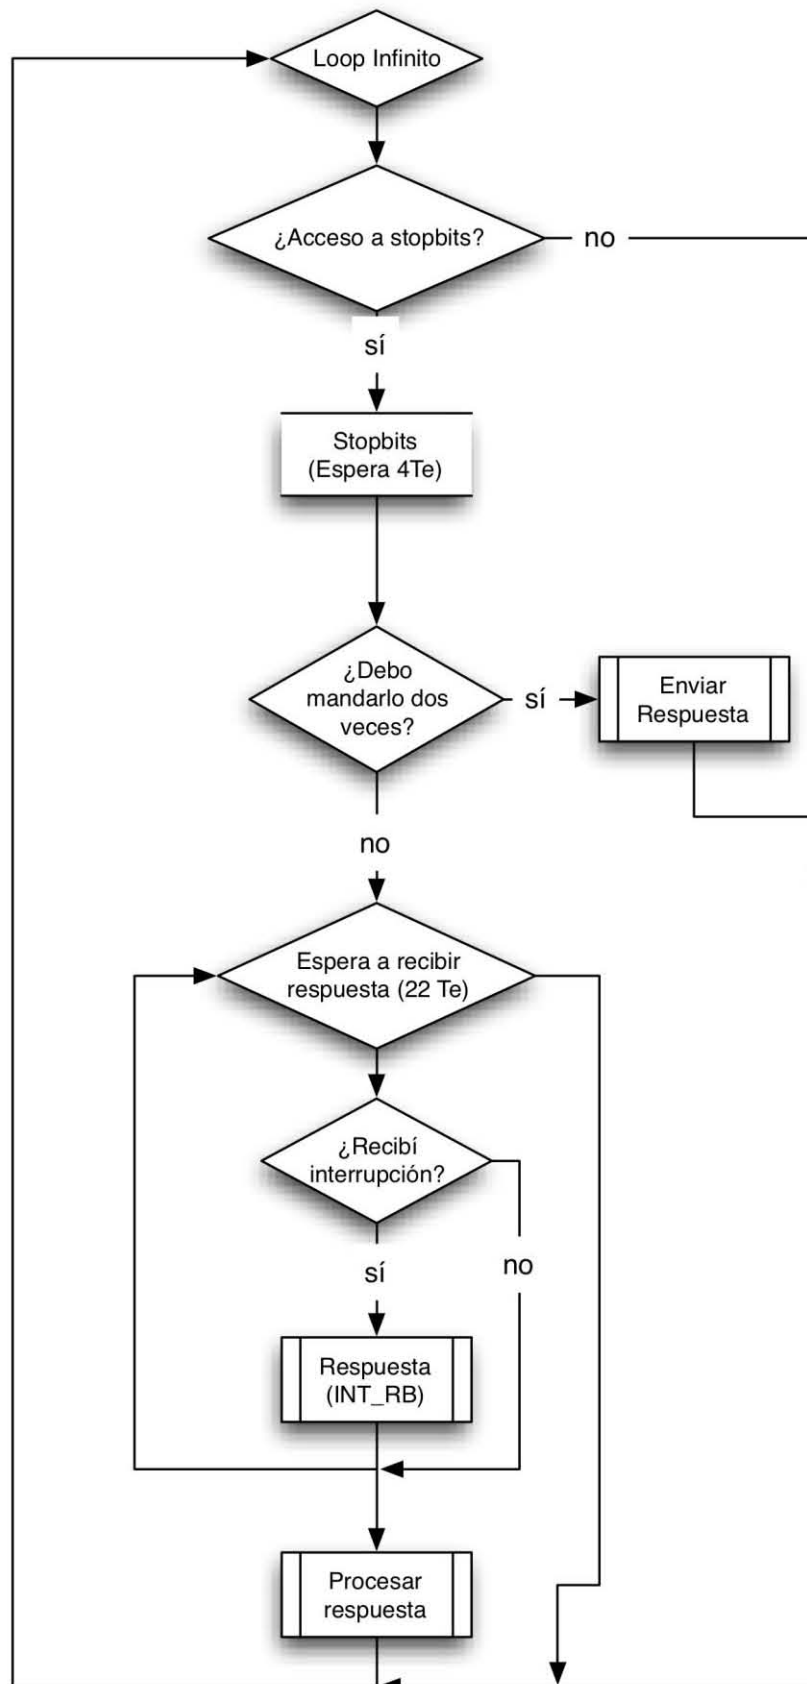 Loop Infinito
¿Acceso a stopbits?
no
sí
Stopbits
(Espera 4Te)
¿Debo
mandarlo dos
veces?
sí
Enviar
Respuesta
no
Espera a recibir
respuesta (22 Te)
¿Recibí
interrupción?
sí
no
Respuesta
(INT_RB)
Procesar
respuesta